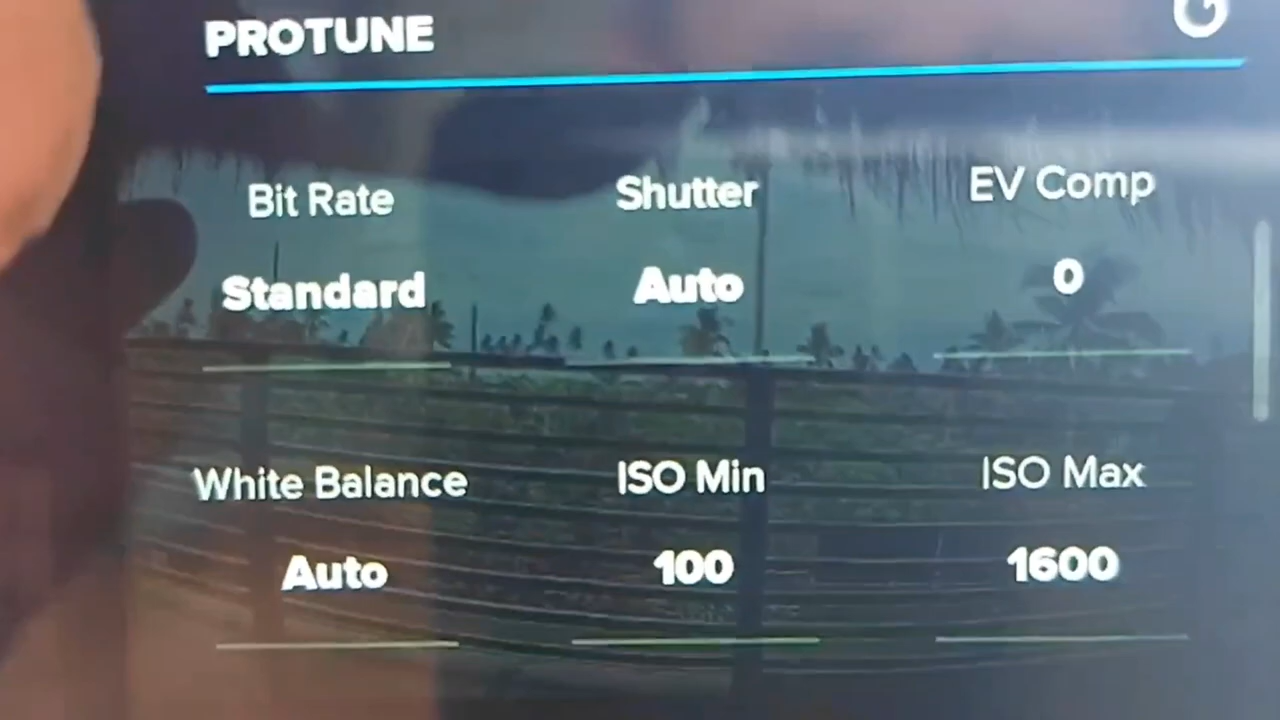 PROTUNE
Bit Rate Shutter EV Comp
Standard Auto 0
White Balance ISO Min ISO Max
Auto 100 1600